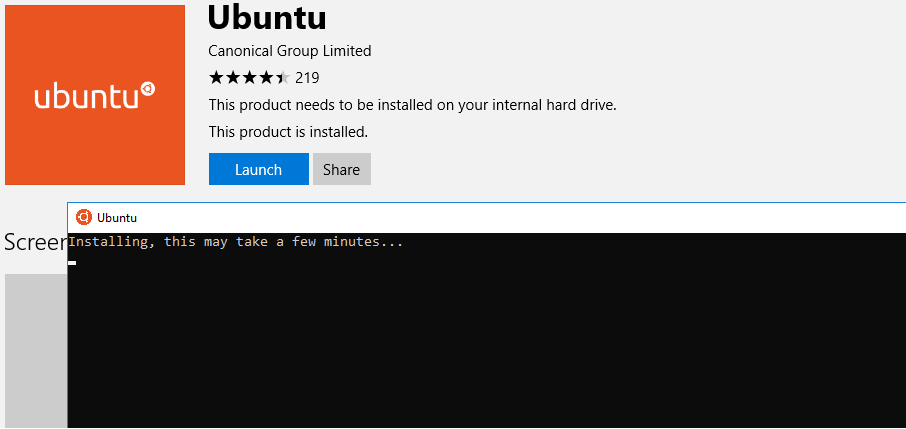 Ubuntu
Canonical Group Limited
219
ubuntu
This product needs to be installed on your internal hard drive.
This product is installed.
Launch Share
Ubuntu
Screen
Installing, this may take a few minutes...